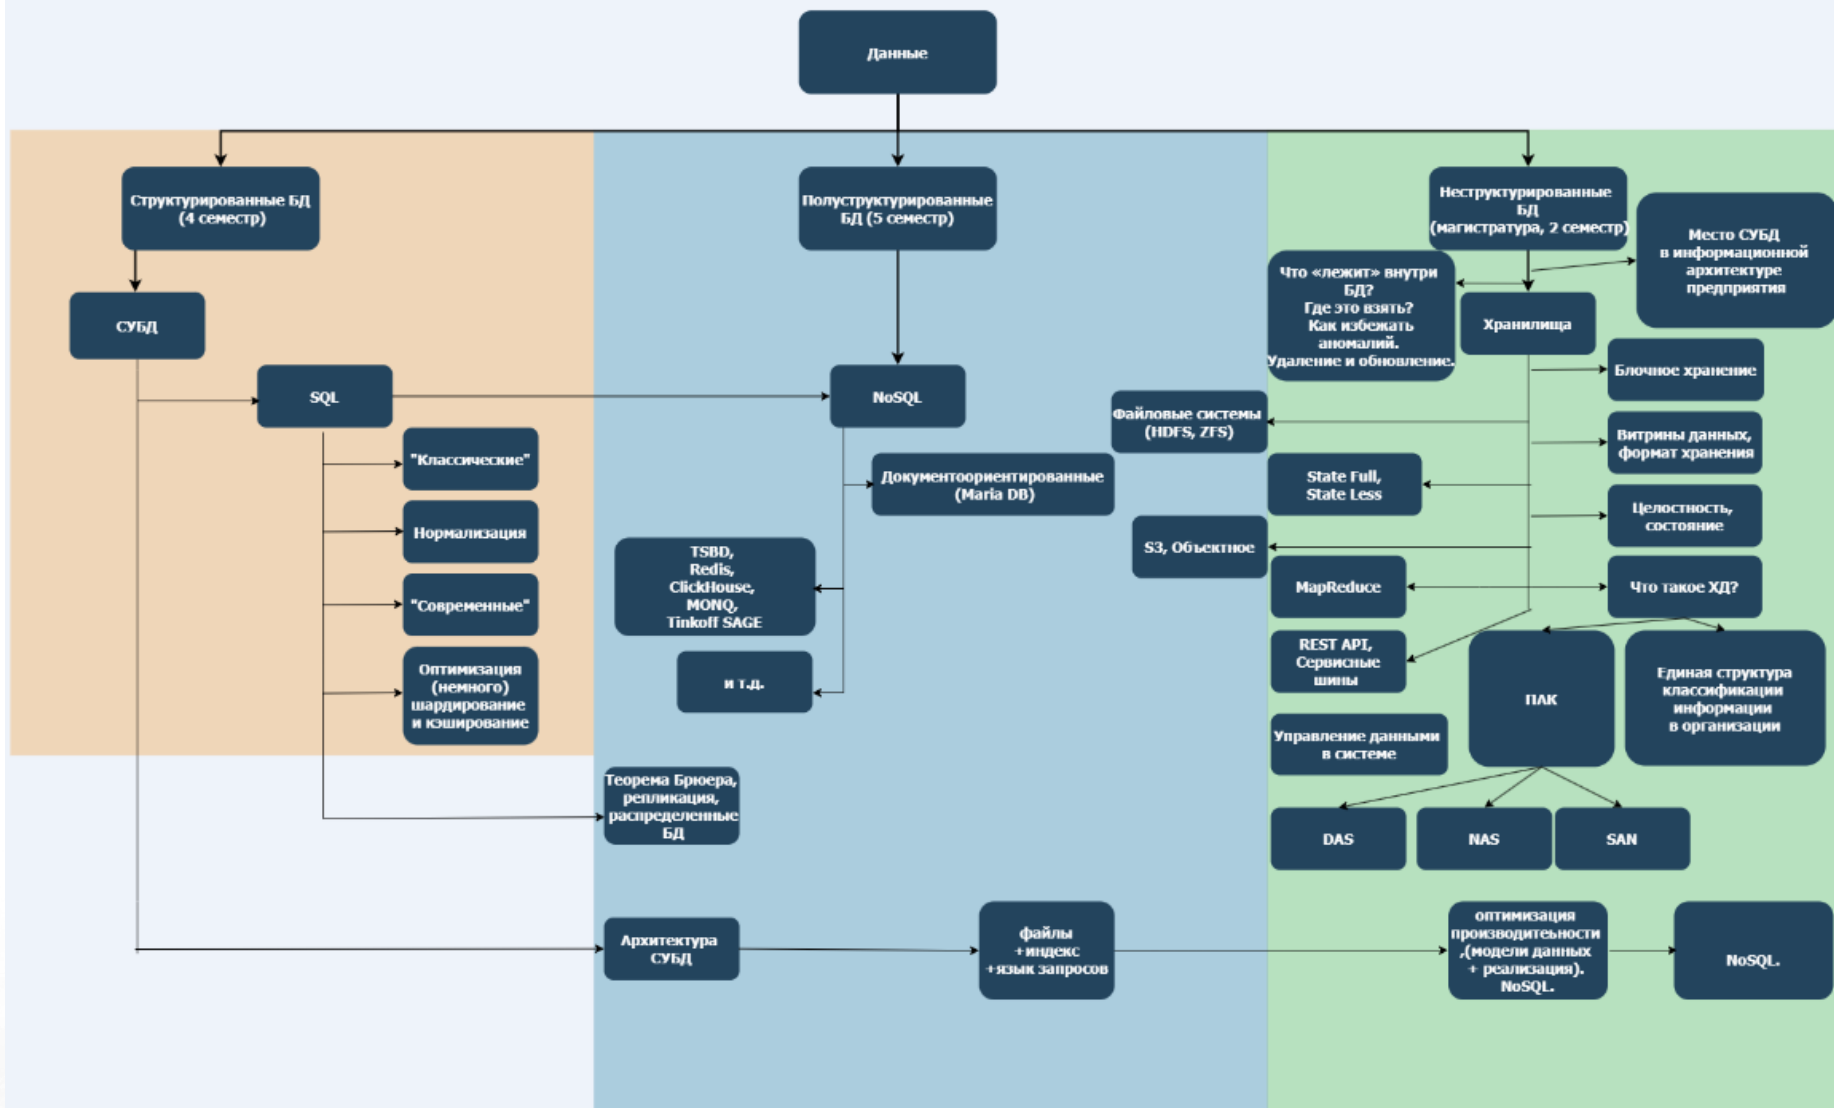 Данные
Структурированные БД
(4 семестр)
СУБД
SQL
"Классические"
Нормализация
"Современные"
Оптимизация
(немного)
шардирование
и кэширование
Полуструктурированные
БД (5 семестр)
NoSQL
Документоориентированные
(Maria DB)
TSBD,
Redis,
ClickHouse,
MONQ,
Tinkoff SAGE
и т.д.
Теорема Брюера,
репликация,
распределенные
БД
Архитектура
СУБД
файлы
+индекс
+язык запросов
Неструктурированные
БД
(магистратура, 2 семестр)
Место СУБД
в информационной
архитектуре
предприятия
Что «лежит» внутри
БД?
Где это взять?
Как избежать
аномалий.
Удаление и обновление.
Хранилища
Блочное хранение
Файловые системы
(HDFS, ZFS)
Витрины данных,
формат хранения
State Full,
State Less
Целостность,
состояние
S3, Объектное
MapReduce
Что такое ХД?
REST API,
Сервисные
шины
ПАК
Единая структура
классификации
информации
в организации
Управление данными
в системе
DAS
NAS
SAN
оптимизация
производитеьности
,(модели данных
+ реализация).
NoSQL.
NoSQL.